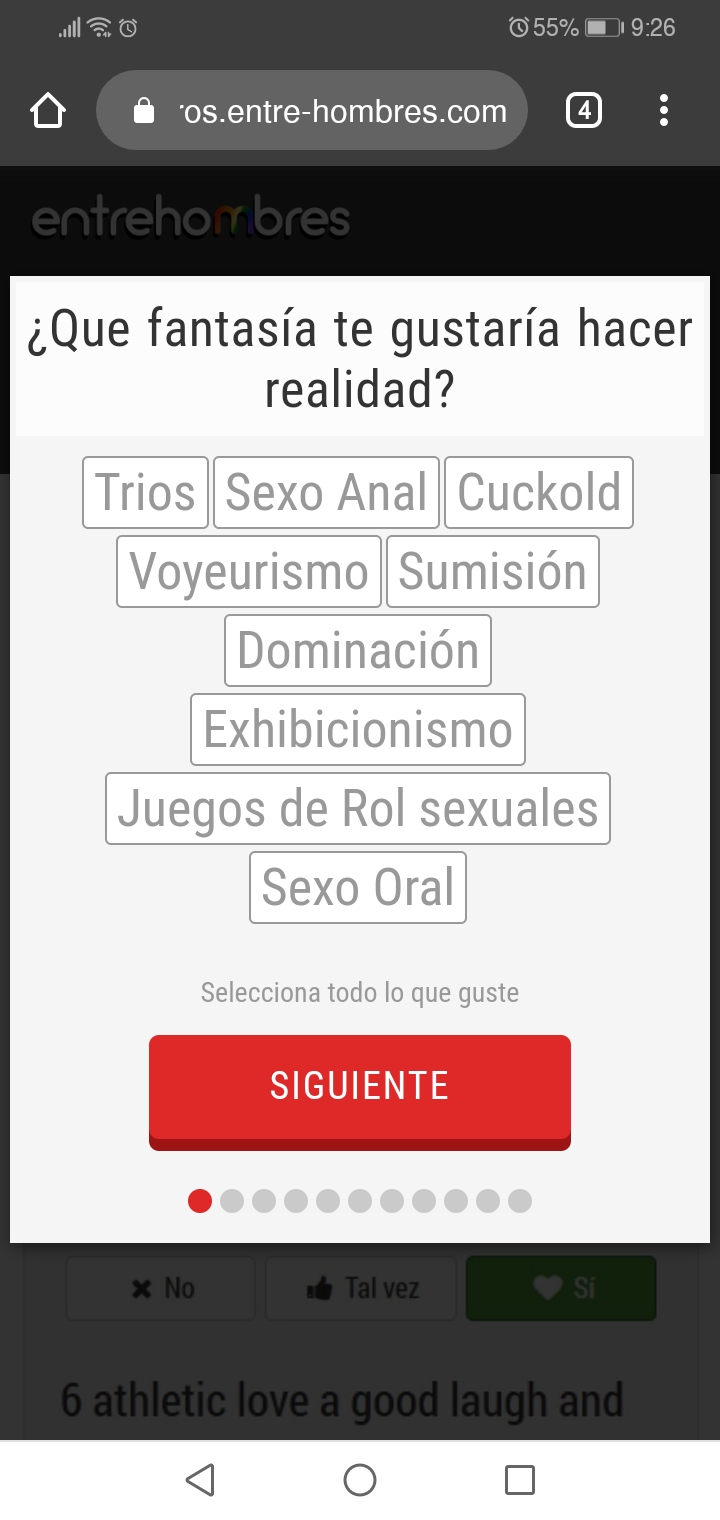 55% 9:26
ros.entre-hombres.com 4
entrehombres
¿Que fantasía te gustaría hacer
realidad?
Trios Sexo Anal Cuckold
Voyeurismo Sumisión
Dominación
Exhibicionismo
Juegos de Rol sexuales
Sexo Oral
Selecciona todo lo que guste
SIGUIENTE
No Tal vez Sí
6 athletic love a good laugh and